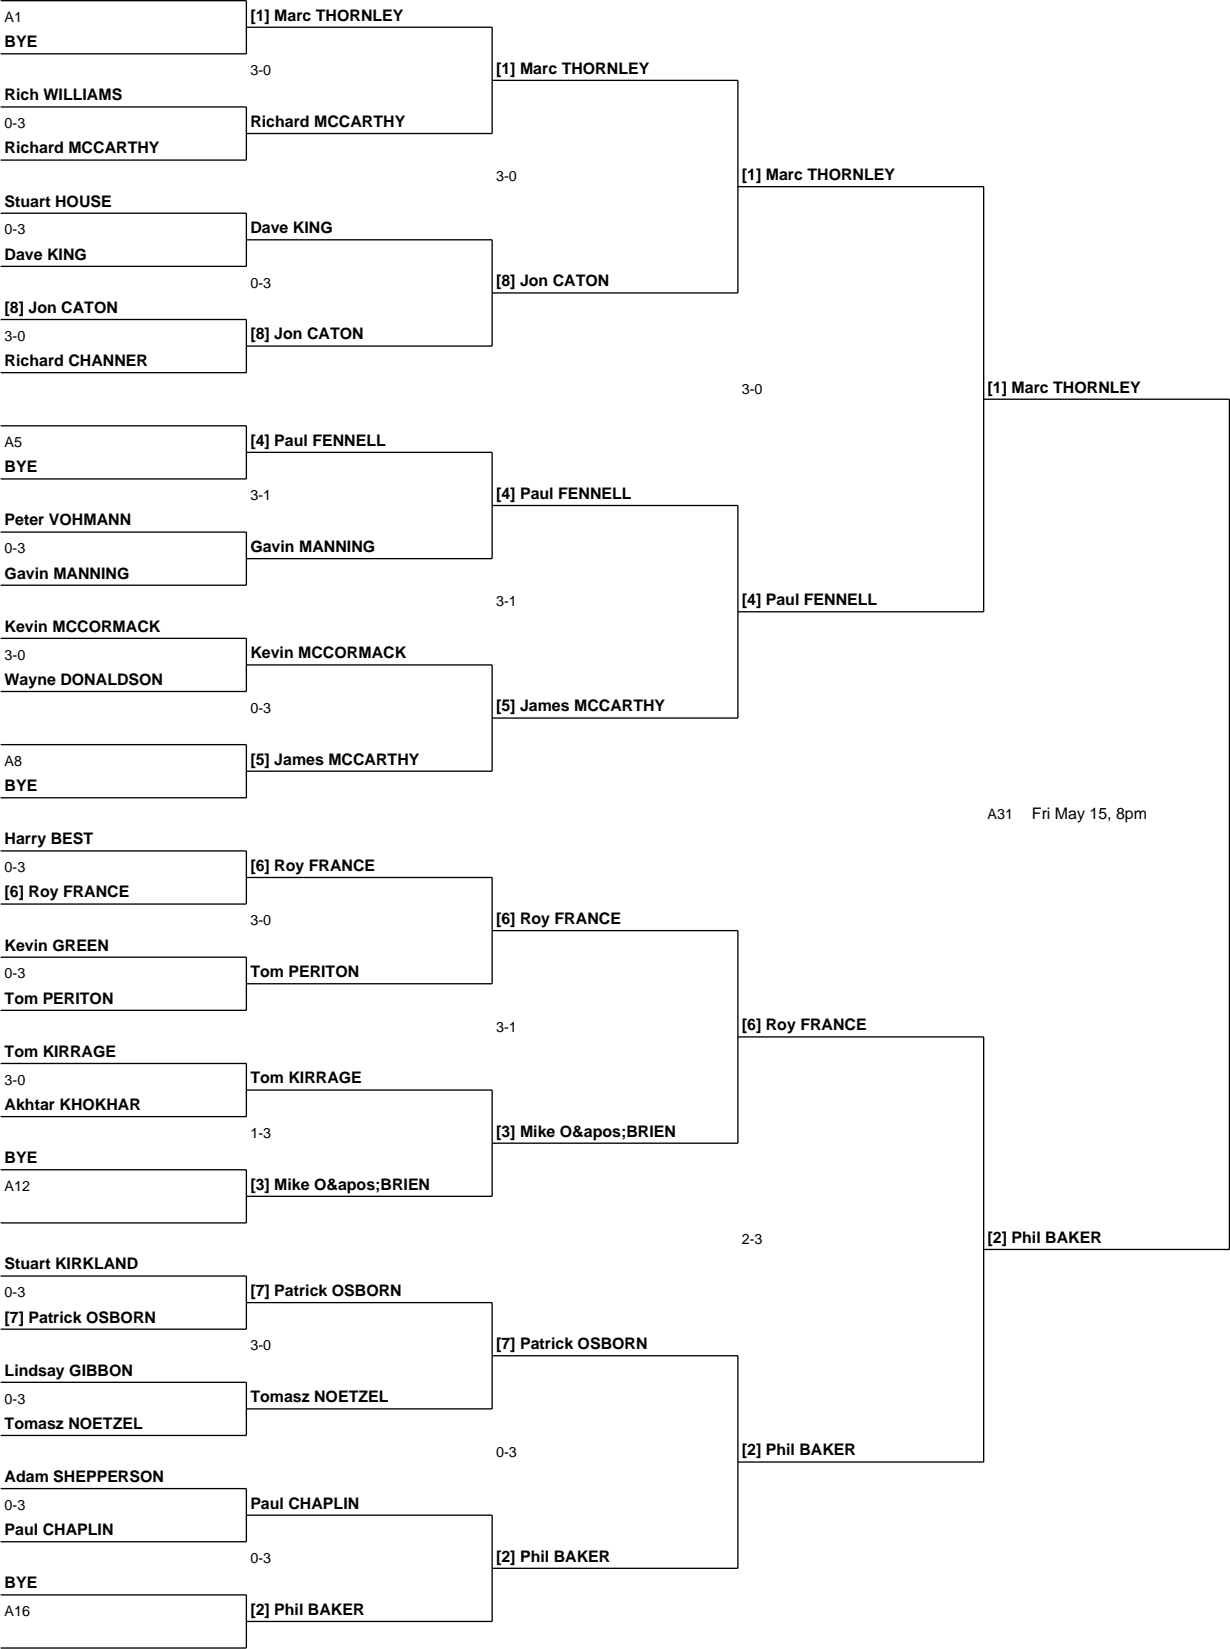 A1
BYE
[1] Marc THORNLEY
3-0
Rich WILLIAMS
0-3
Richard MCCARTHY
Richard MCCARTHY
[1] Marc THORNLEY
3-0
Stuart HOUSE
0-3
Dave KING
Dave KING
0-3
[8] Jon CATON
3-0
Richard CHANNER
[8] Jon CATON
[8] Jon CATON
[1] Marc THORNLEY
3-0
A5
BYE
[4] Paul FENNELL
3-1
Peter VOHMANN
0-3
Gavin MANNING
Gavin MANNING
[4] Paul FENNELL
3-1
Kevin MCCORMACK
3-0
Wayne DONALDSON
Kevin MCCORMACK
0-3
A8
BYE
[5] James MCCARTHY
[5] James MCCARTHY
[4] Paul FENNELL
[1] Marc THORNLEY
A31 Fri May 15, 8pm
Harry BEST
0-3
[6] Roy FRANCE
[6] Roy FRANCE
3-0
Kevin GREEN
0-3
Tom PERITON
Tom PERITON
[6] Roy FRANCE
3-1
Tom KIRRAGE
3-0
Akhtar KHOKHAR
Tom KIRRAGE
1-3
BYE
A12
[3] Mike O&apos;BRIEN
[3] Mike O&apos;BRIEN
[6] Roy FRANCE
2-3
Stuart KIRKLAND
0-3
[7] Patrick OSBORN
[7] Patrick OSBORN
3-0
Lindsay GIBBON
0-3
Tomasz NOETZEL
Tomasz NOETZEL
[7] Patrick OSBORN
0-3
Adam SHEPPERSON
0-3
Paul CHAPLIN
Paul CHAPLIN
0-3
BYE
A16
[2] Phil BAKER
[2] Phil BAKER
[2] Phil BAKER
[2] Phil BAKER